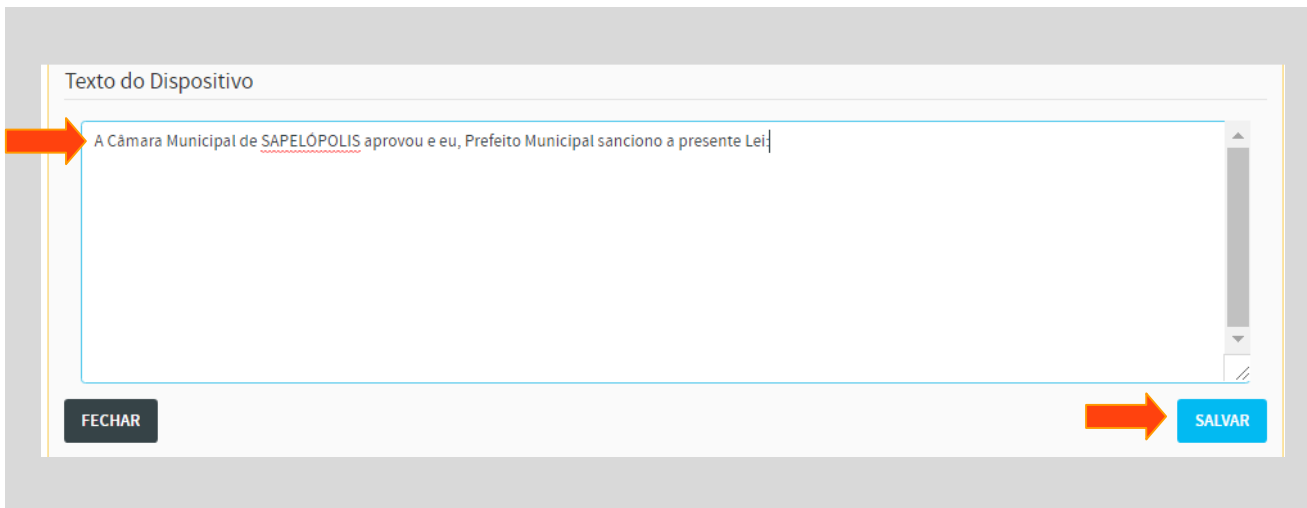 Texto do Dispositivo
A Câmara Municipal de SAPELÓPOLIS aprovou e eu, Prefeito Municipal sanciono a presente Lei:
FECHAR
SALVAR